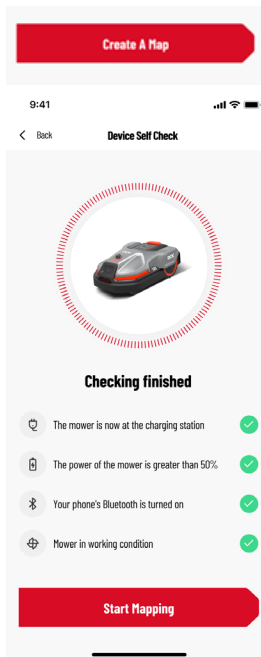 Create A Map
9:41
Back
Device Self Check
Checking finished
The mower is now at the charging station
The power of the mower is greater than 50%
Your phone's Bluetooth is turned on
Mower in working condition
Start Mapping